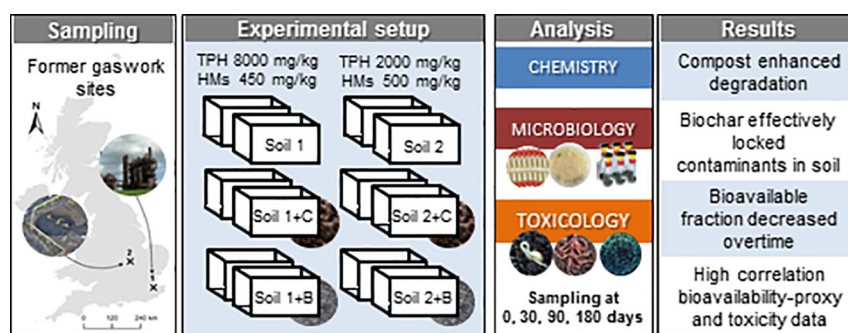 Sampling
Former gaswork
sites
N
2
X
X
1
0 120 240 km
Experimental setup
TPH 8000 mg/kg
HMs 450 mg/kg
TPH 2000 mg/kg
HMs 500 mg/kg
Soil 1
Soil 2
Soil 1+C
Soil 2+C
Soil 1+B
Soil 2+B
Analysis
CHEMISTRY
MICROBIOLOGY
TOXICOLOGY
Sampling at
0, 30, 90, 180 days
Results
Compost enhanced
degradation
Biochar effectively
locked
contaminants in soil
Bioavailable
fraction decreased
overtime
High correlation
bioavailability-proxy
and toxicity data